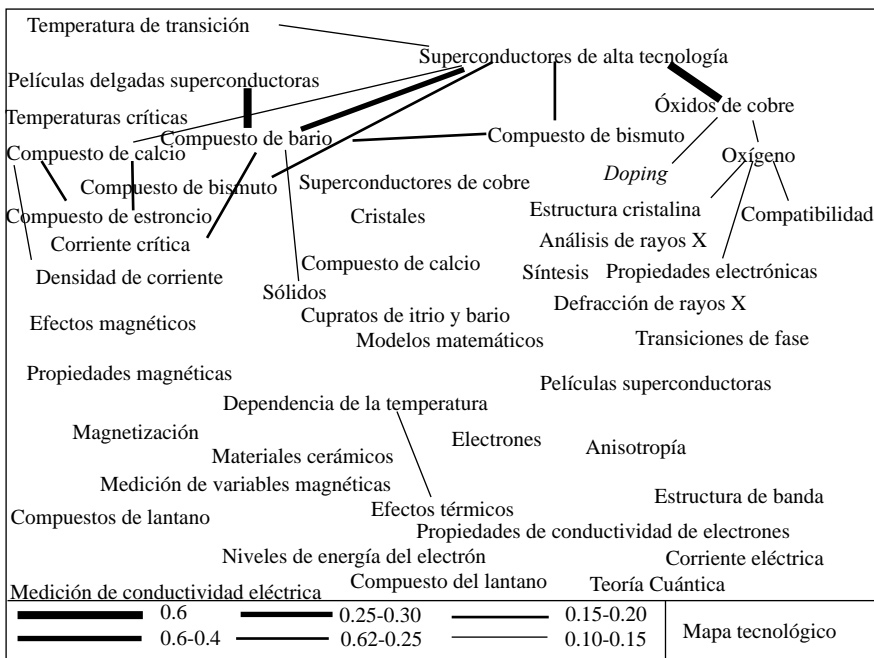 Temperatura de transición
Superconductores de alta tecnología
Películas delgadas superconductoras
Óxidos de cobre
Temperaturas críticas
Compuesto de bario
Compuesto de bismuto
Compuesto de calcio
Oxígeno
Doping
Compuesto de bismuto
Superconductores de cobre
Compuesto de estroncio
Cristales
Estructura cristalina
Compatibilidad
Corriente crítica
Análisis de rayos X
Compuesto de calcio
Densidad de corriente
Síntesis
Propiedades electrónicas
Sólidos
Defracción de rayos X
Efectos magnéticos
Cupratos de itrio y bario
Modelos matemáticos
Transiciones de fase
Propiedades magnéticas
Películas superconductoras
Dependencia de la temperatura
Magnetización
Electrones
Anisotropía
Materiales cerámicos
Medición de variables magnéticas
Estructura de banda
Compuestos de lantano
Efectos térmicos
Propiedades de conductividad de electrones
Niveles de energía del electrón
Corriente eléctrica
Medición de conductividad eléctrica
Compuesto del lantano
Teoría Cuántica
0.6
0.25-0.30
0.15-0.20
0.6-0.4
0.62-0.25
0.10-0.15
Mapa tecnológico